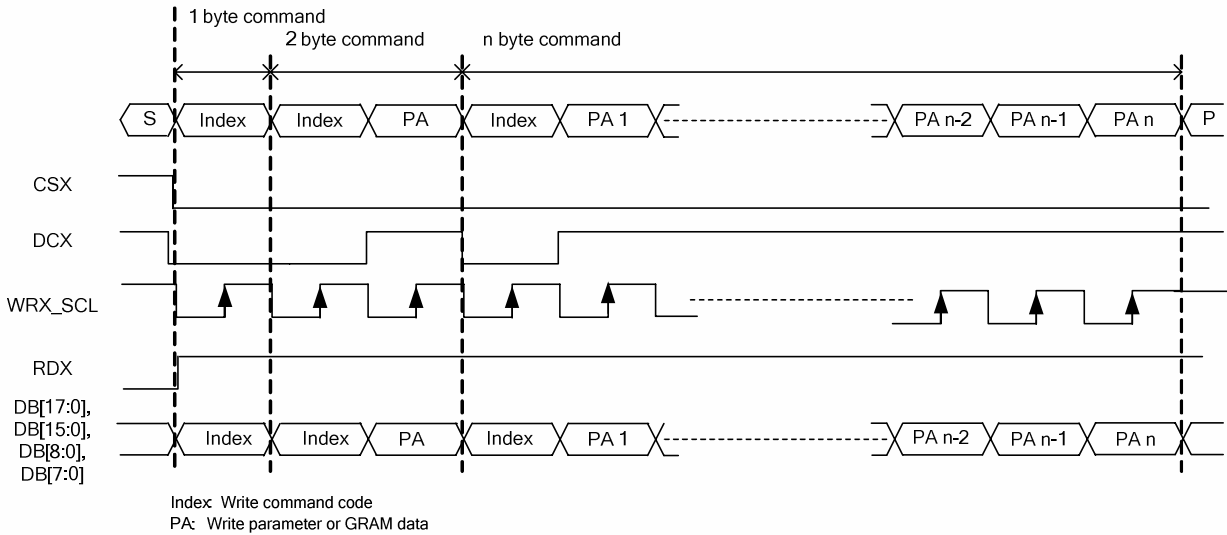 1 byte command
2 byte command n byte command
S Index Index PA Index PA 1 PA n-2 PA n-1 PA n P
CSX
DCX
WRX_SCL
RDX
DB[17:0],
DB[15:0],
DB[8:0],
DB[7:0]
Index Index PA Index PA 1 PA n-2 PA n-1 PA n
Index: Write command code
PA: Write parameter or GRAM data